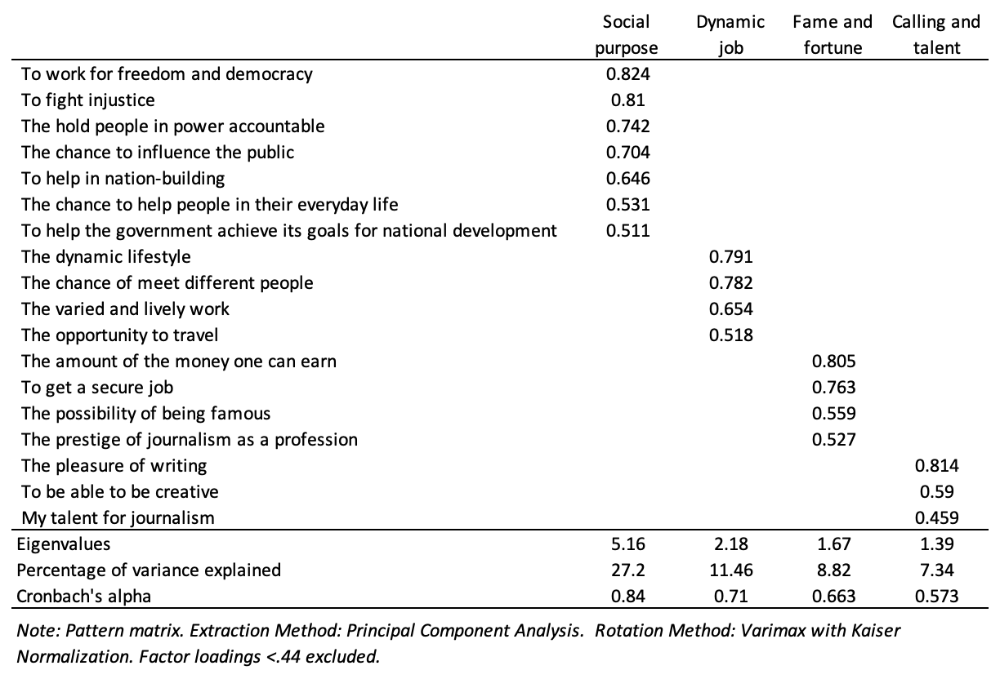 Social Dynamic Fame and Calling and
purpose job fortune talent
To work for freedom and democracy 0.824
To fight injustice 0.81
The hold people in power accountable 0.742
The chance to influence the public 0.704
To help in nation-building 0.646
The chance to help people in their everyday life 0.531
To help the government achieve its goals for national development 0.511
The dynamic lifestyle 0.791
The chance of meet different people 0.782
The varied and lively work 0.654
The opportunity to travel 0.518
The amount of the money one can earn 0.805
To get a secure job 0.763
The possibility of being famous 0.559
The prestige of journalism as a profession 0.527
The pleasure of writing 0.814
To be able to be creative 0.59
My talent for journalism 0.459
Eigenvalues 5.16 2.18 1.67 1.39
Percentage of variance explained 27.2 11.46 8.82 7.34
Cronbach's alpha 0.84 0.71 0.663 0.573
Note: Pattern matrix. Extraction Method: Principal Component Analysis. Rotation Method: Varimax with Kaiser
Normalization. Factor loadings <.44 excluded.